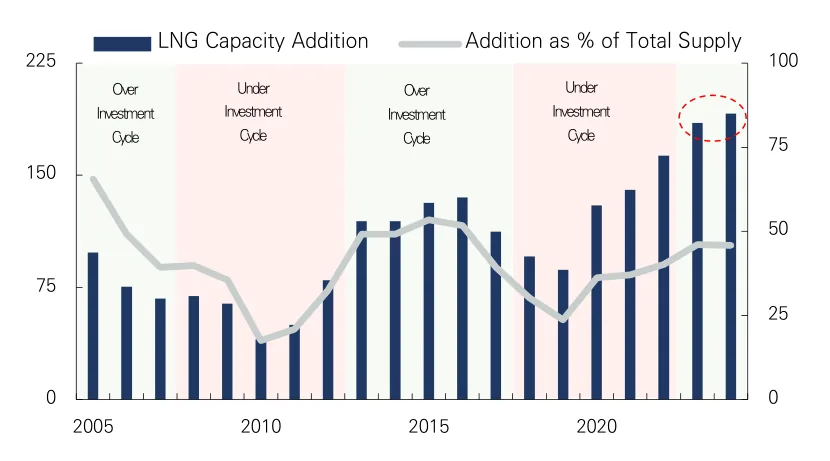 LNG Capacity Addition
Addition as % of Total Supply
225
150
75
0
100
75
50
25
0
Over
Investment
Cycle
Under
Investment
Cycle
Over
Investment
Cycle
Under
Investment
Cycle
2005
2010
2015
2020